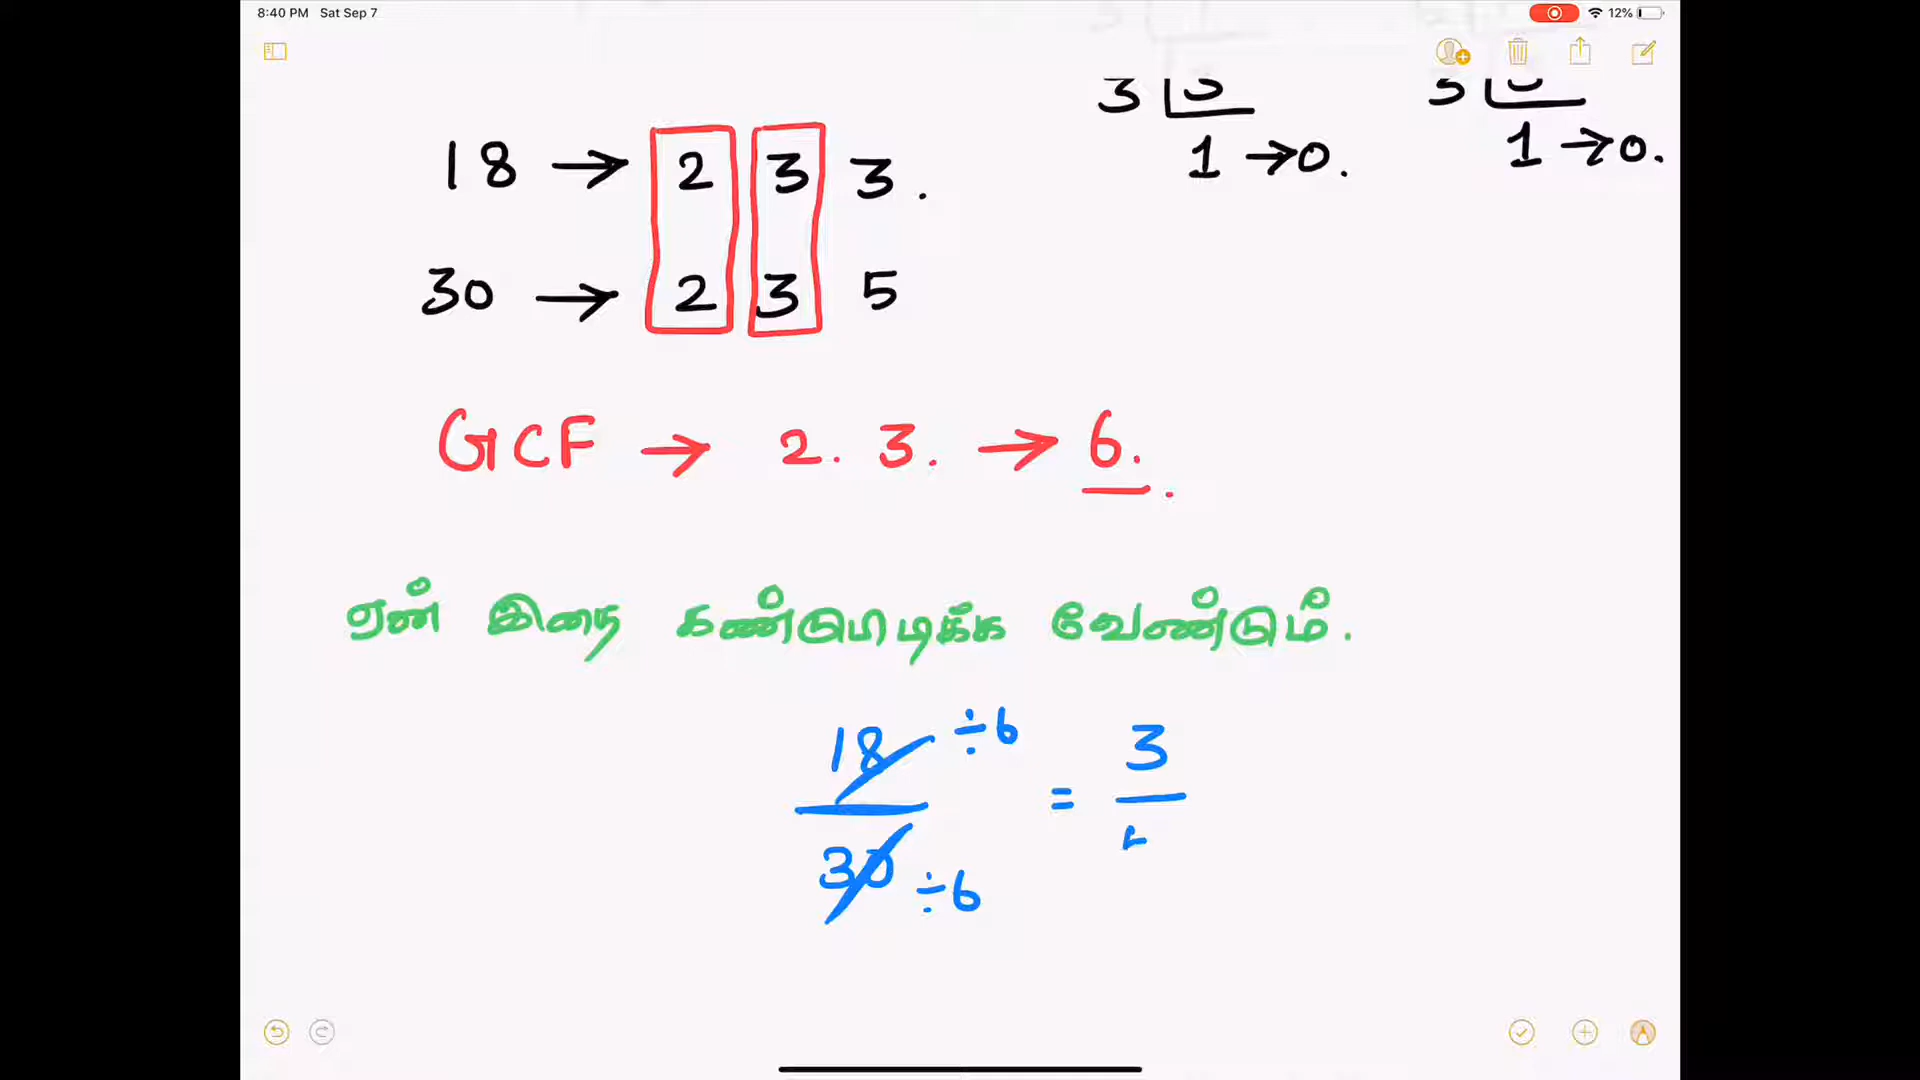 8:40 PM Sat Sep 7
12%
3 3
1 → 0.
1 → 0.
18 → 2 3 3.
30 → 2 3 5
GCF → 2. 3. → 6.
ஏன் இதை கண்டுபிடிக்க வேண்டும்.
18 ÷6 = 3
30 ÷6